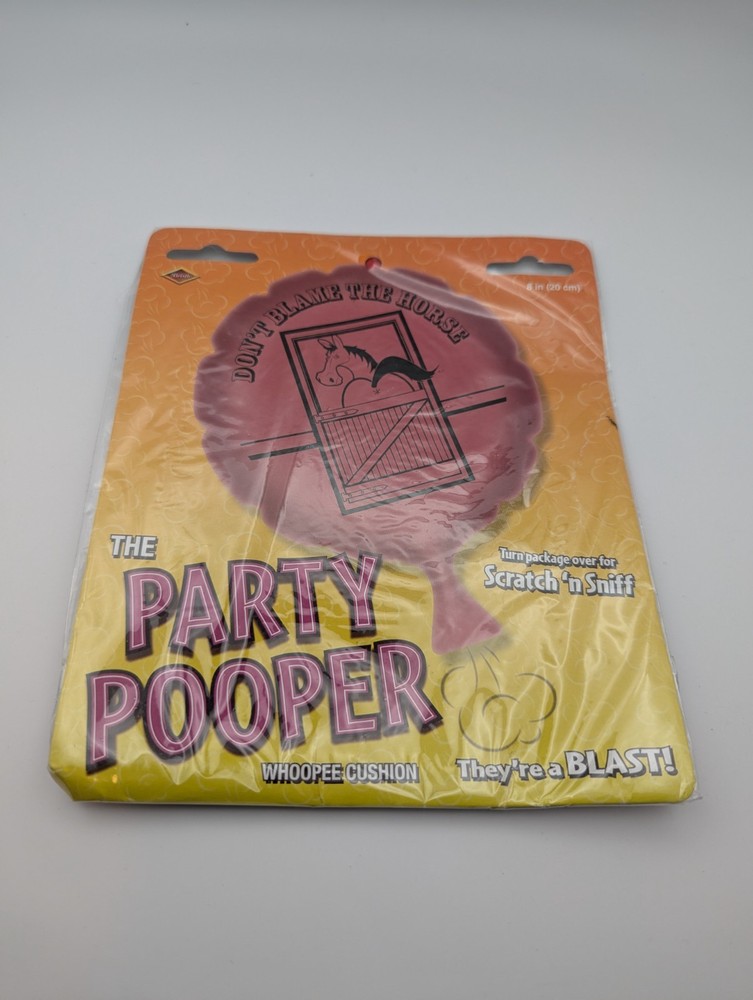 8 in (20 cm)
DON'T BLAME THE HORSE
Turn package over for
Scratch 'n Sniff
THE
PARTY
POOPER
WHOOPEE CUSHION
They're a BLAST!